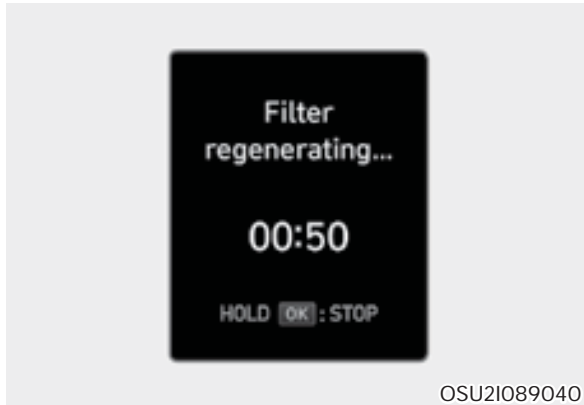 Filter
regenerating...
00:50
HOLD OK : STOP
OSU2I089040